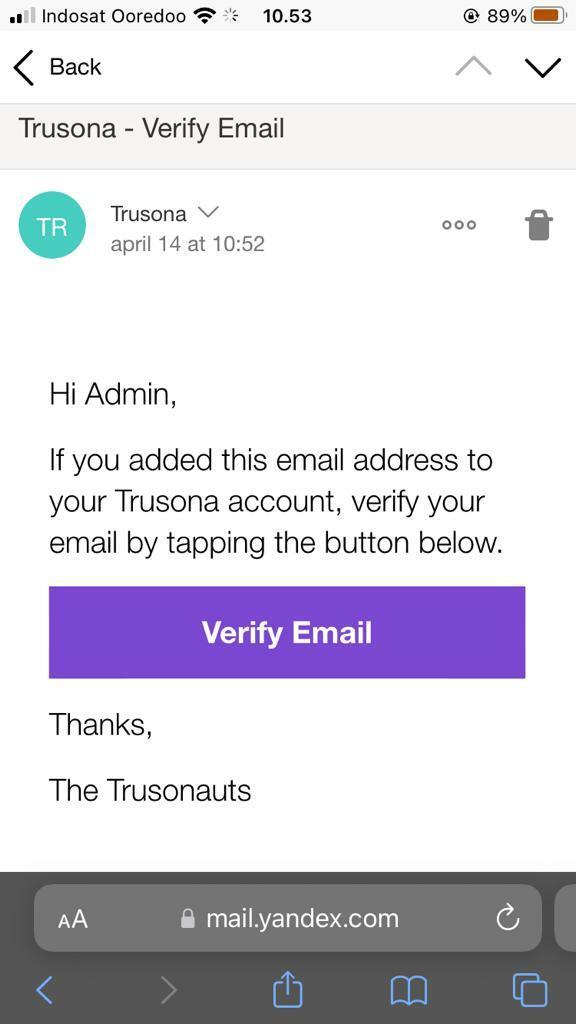 Indosat Ooredoo 10.53 89%
Back
Trusona - Verify Email
TR
Trusona
april 14 at 10:52
Hi Admin,
If you added this email address to
your Trusona account, verify your
email by tapping the button below.
Verify Email
Thanks,
The Trusonauts
AA mail.yandex.com